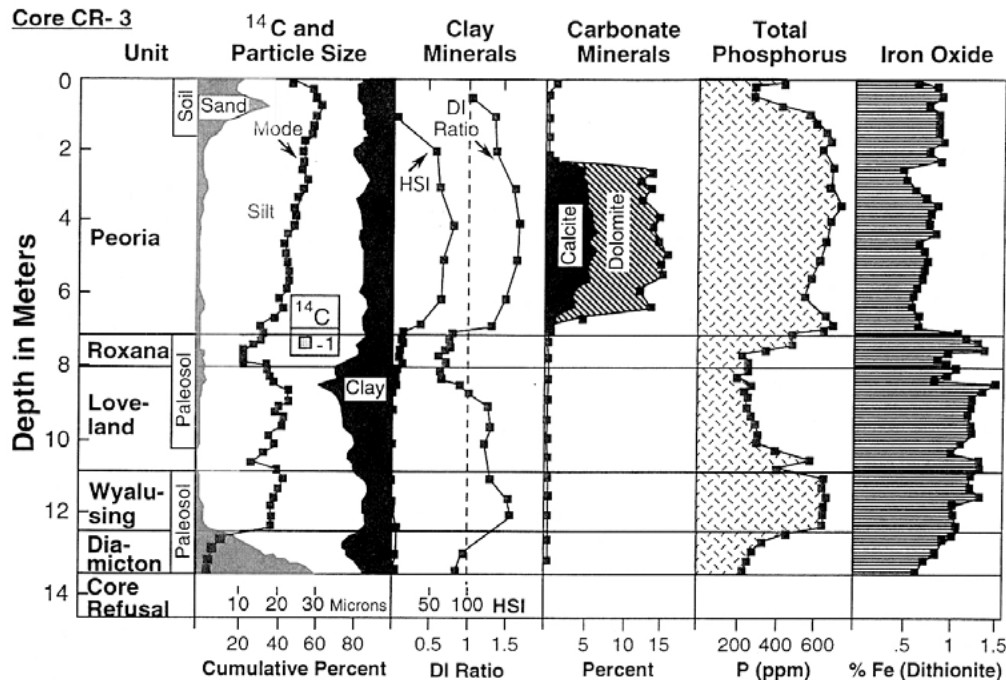 Core CR- 3
Unit
14C and Particle Size
Clay Minerals
Carbonate Minerals
Total Phosphorus
Iron Oxide
Depth in Meters
0
2
4
6
8
10
12
14
Peoria
Roxana
Love-
land
Wyalu-
sing
Dia-
micton
Core
Refusal
Soil
Paleosol
Paleosol
Sand
Mode
Silt
14C
-1
Clay
10 20 30 Microns
20 40 60 80
Cumulative Percent
DI
Ratio
HSI
50 100 HSI
0.5 1.0 1.5
DI Ratio
Calcite
Dolomite
5 10 15
Percent
200 400 600
P (ppm)
.5 1 1.5
% Fe (Dithionite)